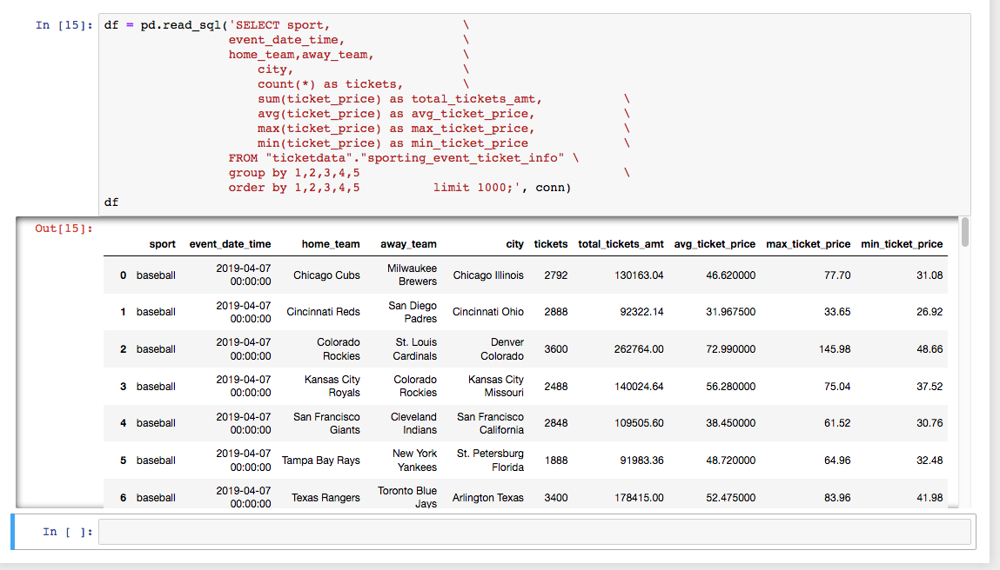 In [15]: df = pd.read_sql('SELECT sport, \
event_date_time, \
home_team,away_team, \
city, \
count(*) as tickets, \
sum(ticket_price) as total_tickets_amt, \
avg(ticket_price) as avg_ticket_price, \
max(ticket_price) as max_ticket_price, \
min(ticket_price) as min_ticket_price \
FROM "ticketdata"."sporting_event_ticket_info" \
group by 1,2,3,4,5 \
order by 1,2,3,4,5 limit 1000;', conn)
df
Out[15]:
sport event_date_time home_team away_team city tickets total_tickets_amt avg_ticket_price max_ticket_price min_ticket_price
0 baseball 2019-04-07 00:00:00 Chicago Cubs Milwaukee Brewers Chicago Illinois 2792 130163.04 46.620000 77.70 31.08
1 baseball 2019-04-07 00:00:00 Cincinnati Reds San Diego Padres Cincinnati Ohio 2888 92322.14 31.967500 33.65 26.92
2 baseball 2019-04-07 00:00:00 Colorado Rockies St. Louis Cardinals Denver Colorado 3600 262764.00 72.990000 145.98 48.66
3 baseball 2019-04-07 00:00:00 Kansas City Royals Colorado Rockies Kansas City Missouri 2488 140024.64 56.280000 75.04 37.52
4 baseball 2019-04-07 00:00:00 San Francisco Giants Cleveland Indians San Francisco California 2848 109505.60 38.450000 61.52 30.76
5 baseball 2019-04-07 00:00:00 Tampa Bay Rays New York Yankees St. Petersburg Florida 1888 91983.36 48.720000 64.96 32.48
6 baseball 2019-04-07 00:00:00 Texas Rangers Toronto Blue Jays Arlington Texas 3400 178415.00 52.475000 83.96 41.98
In [ ]: